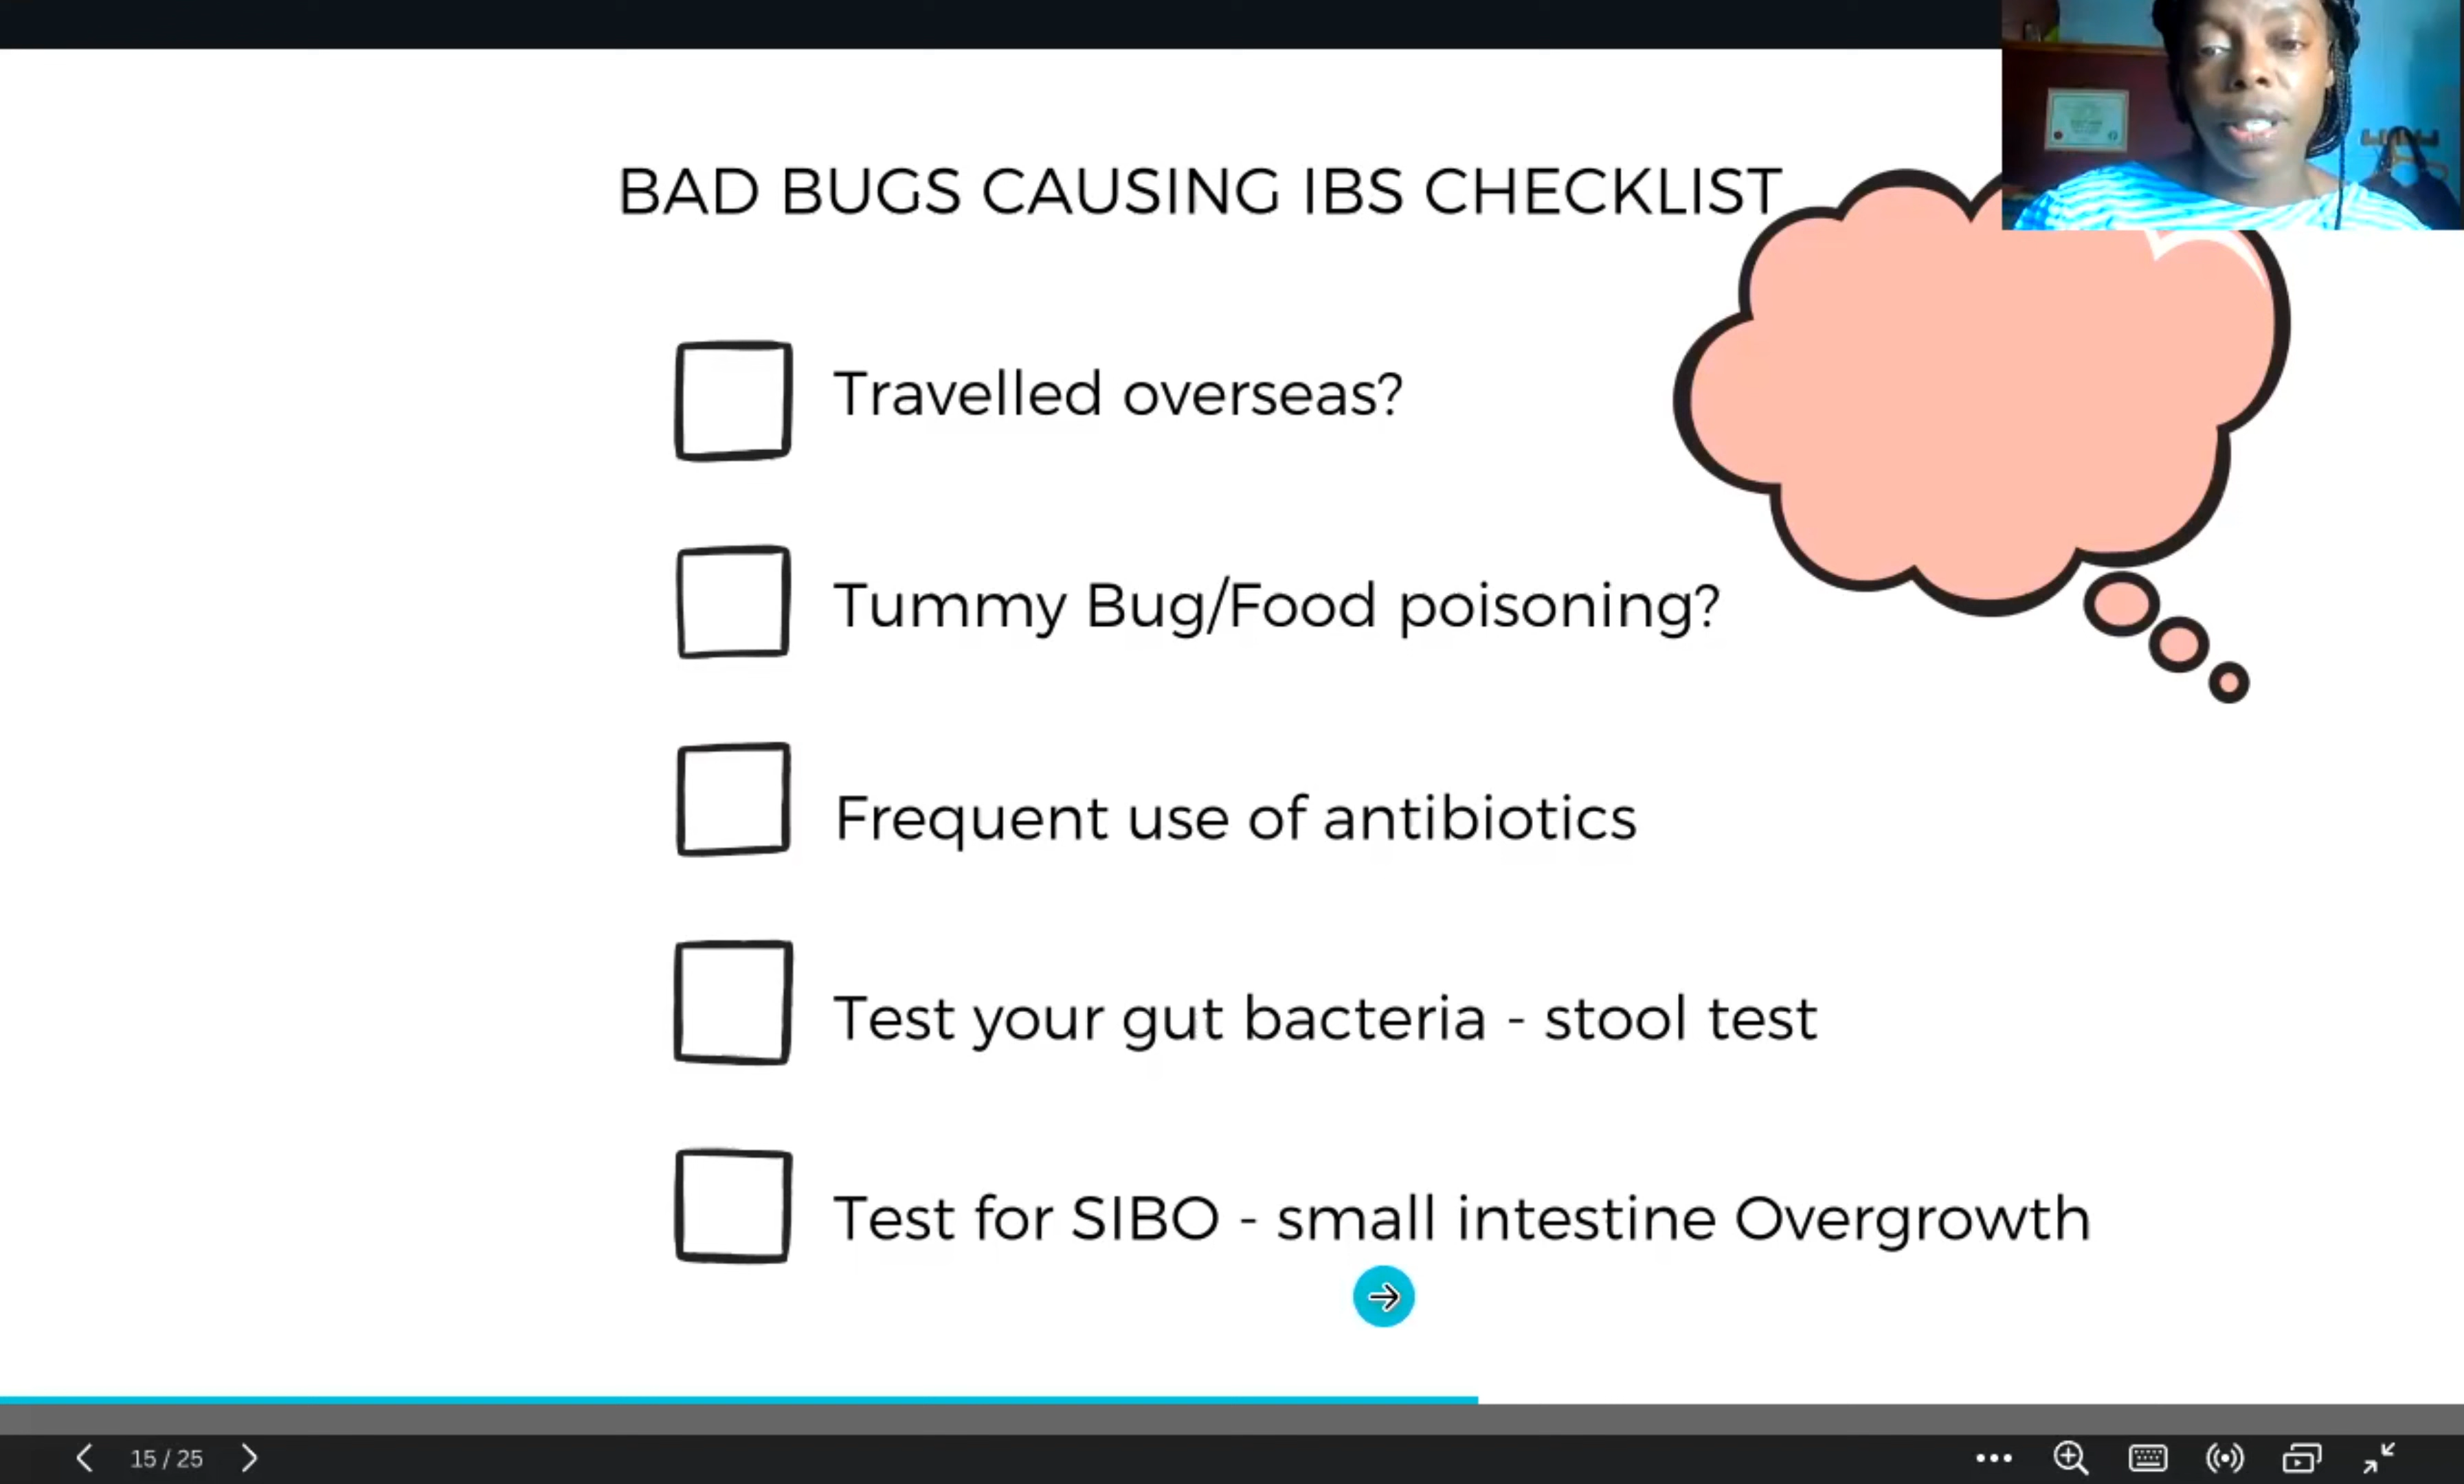 BAD BUGS CAUSING IBS CHECKLIST
Travelled overseas?
Tummy Bug/Food poisoning?
Frequent use of antibiotics
Test your gut bacteria - stool test
Test for SIBO - small intestine Overgrowth
15 / 25